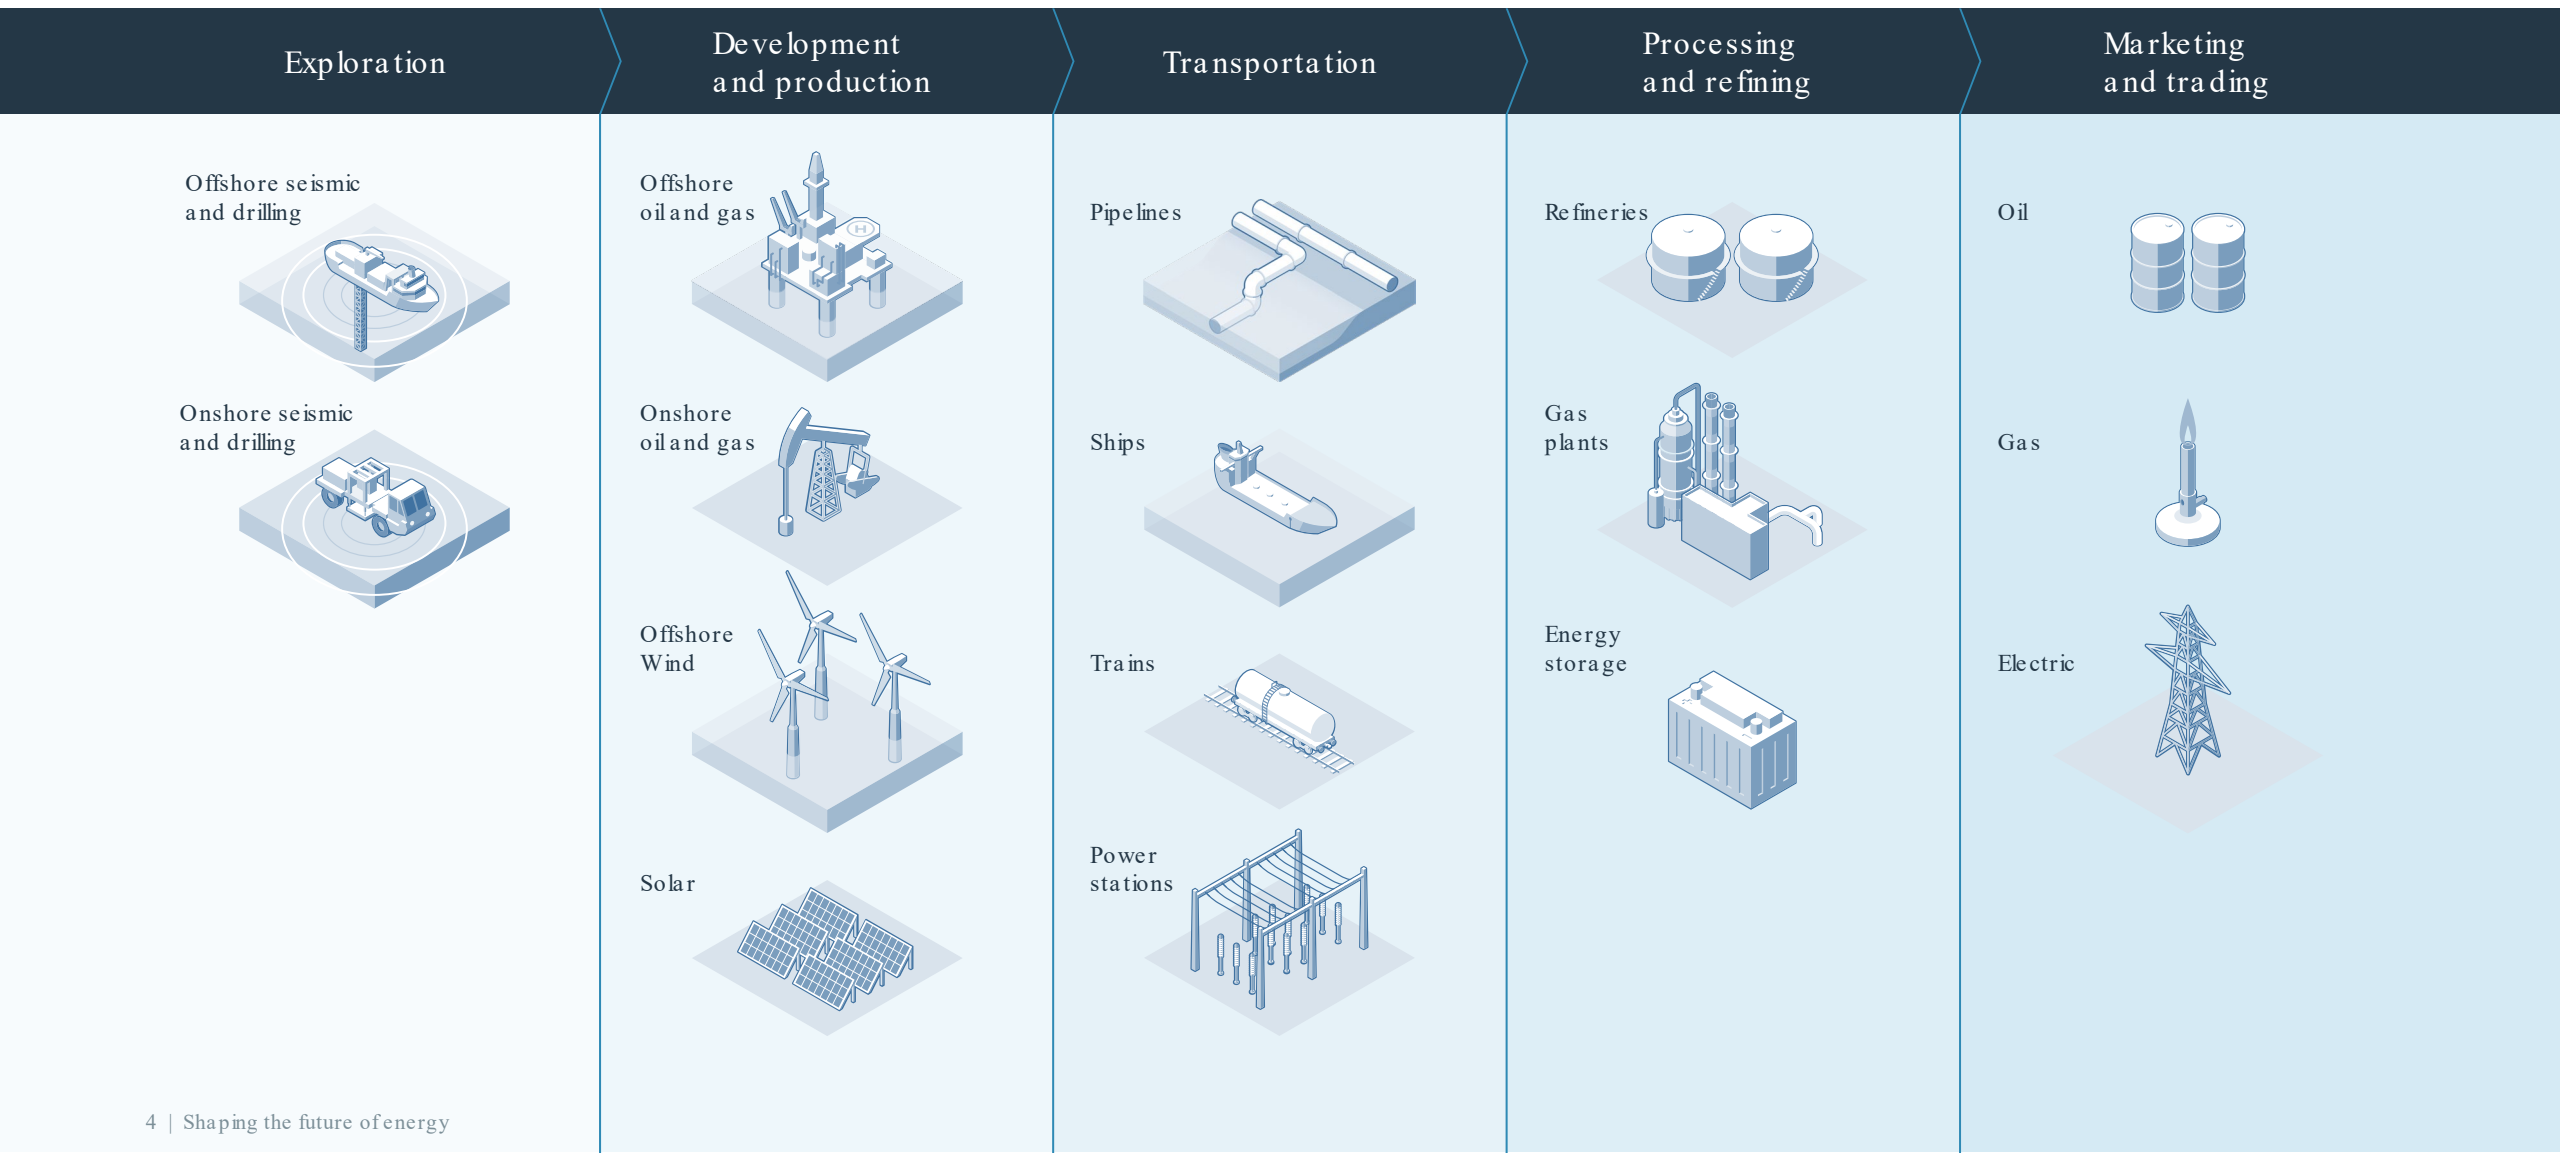 Exploration
Development
and production
Transportation
Processing
and refining
Marketing
and trading
Offshore seismic
and drilling
Onshore seismic
and drilling
Offshore
oil and gas
Onshore
oil and gas
Offshore
Wind
Solar
Pipelines
Ships
Trains
Power
stations
Refineries
Gas
plants
Energy
storage
Oil
Gas
Electric
H
4 | Shaping the future of energy